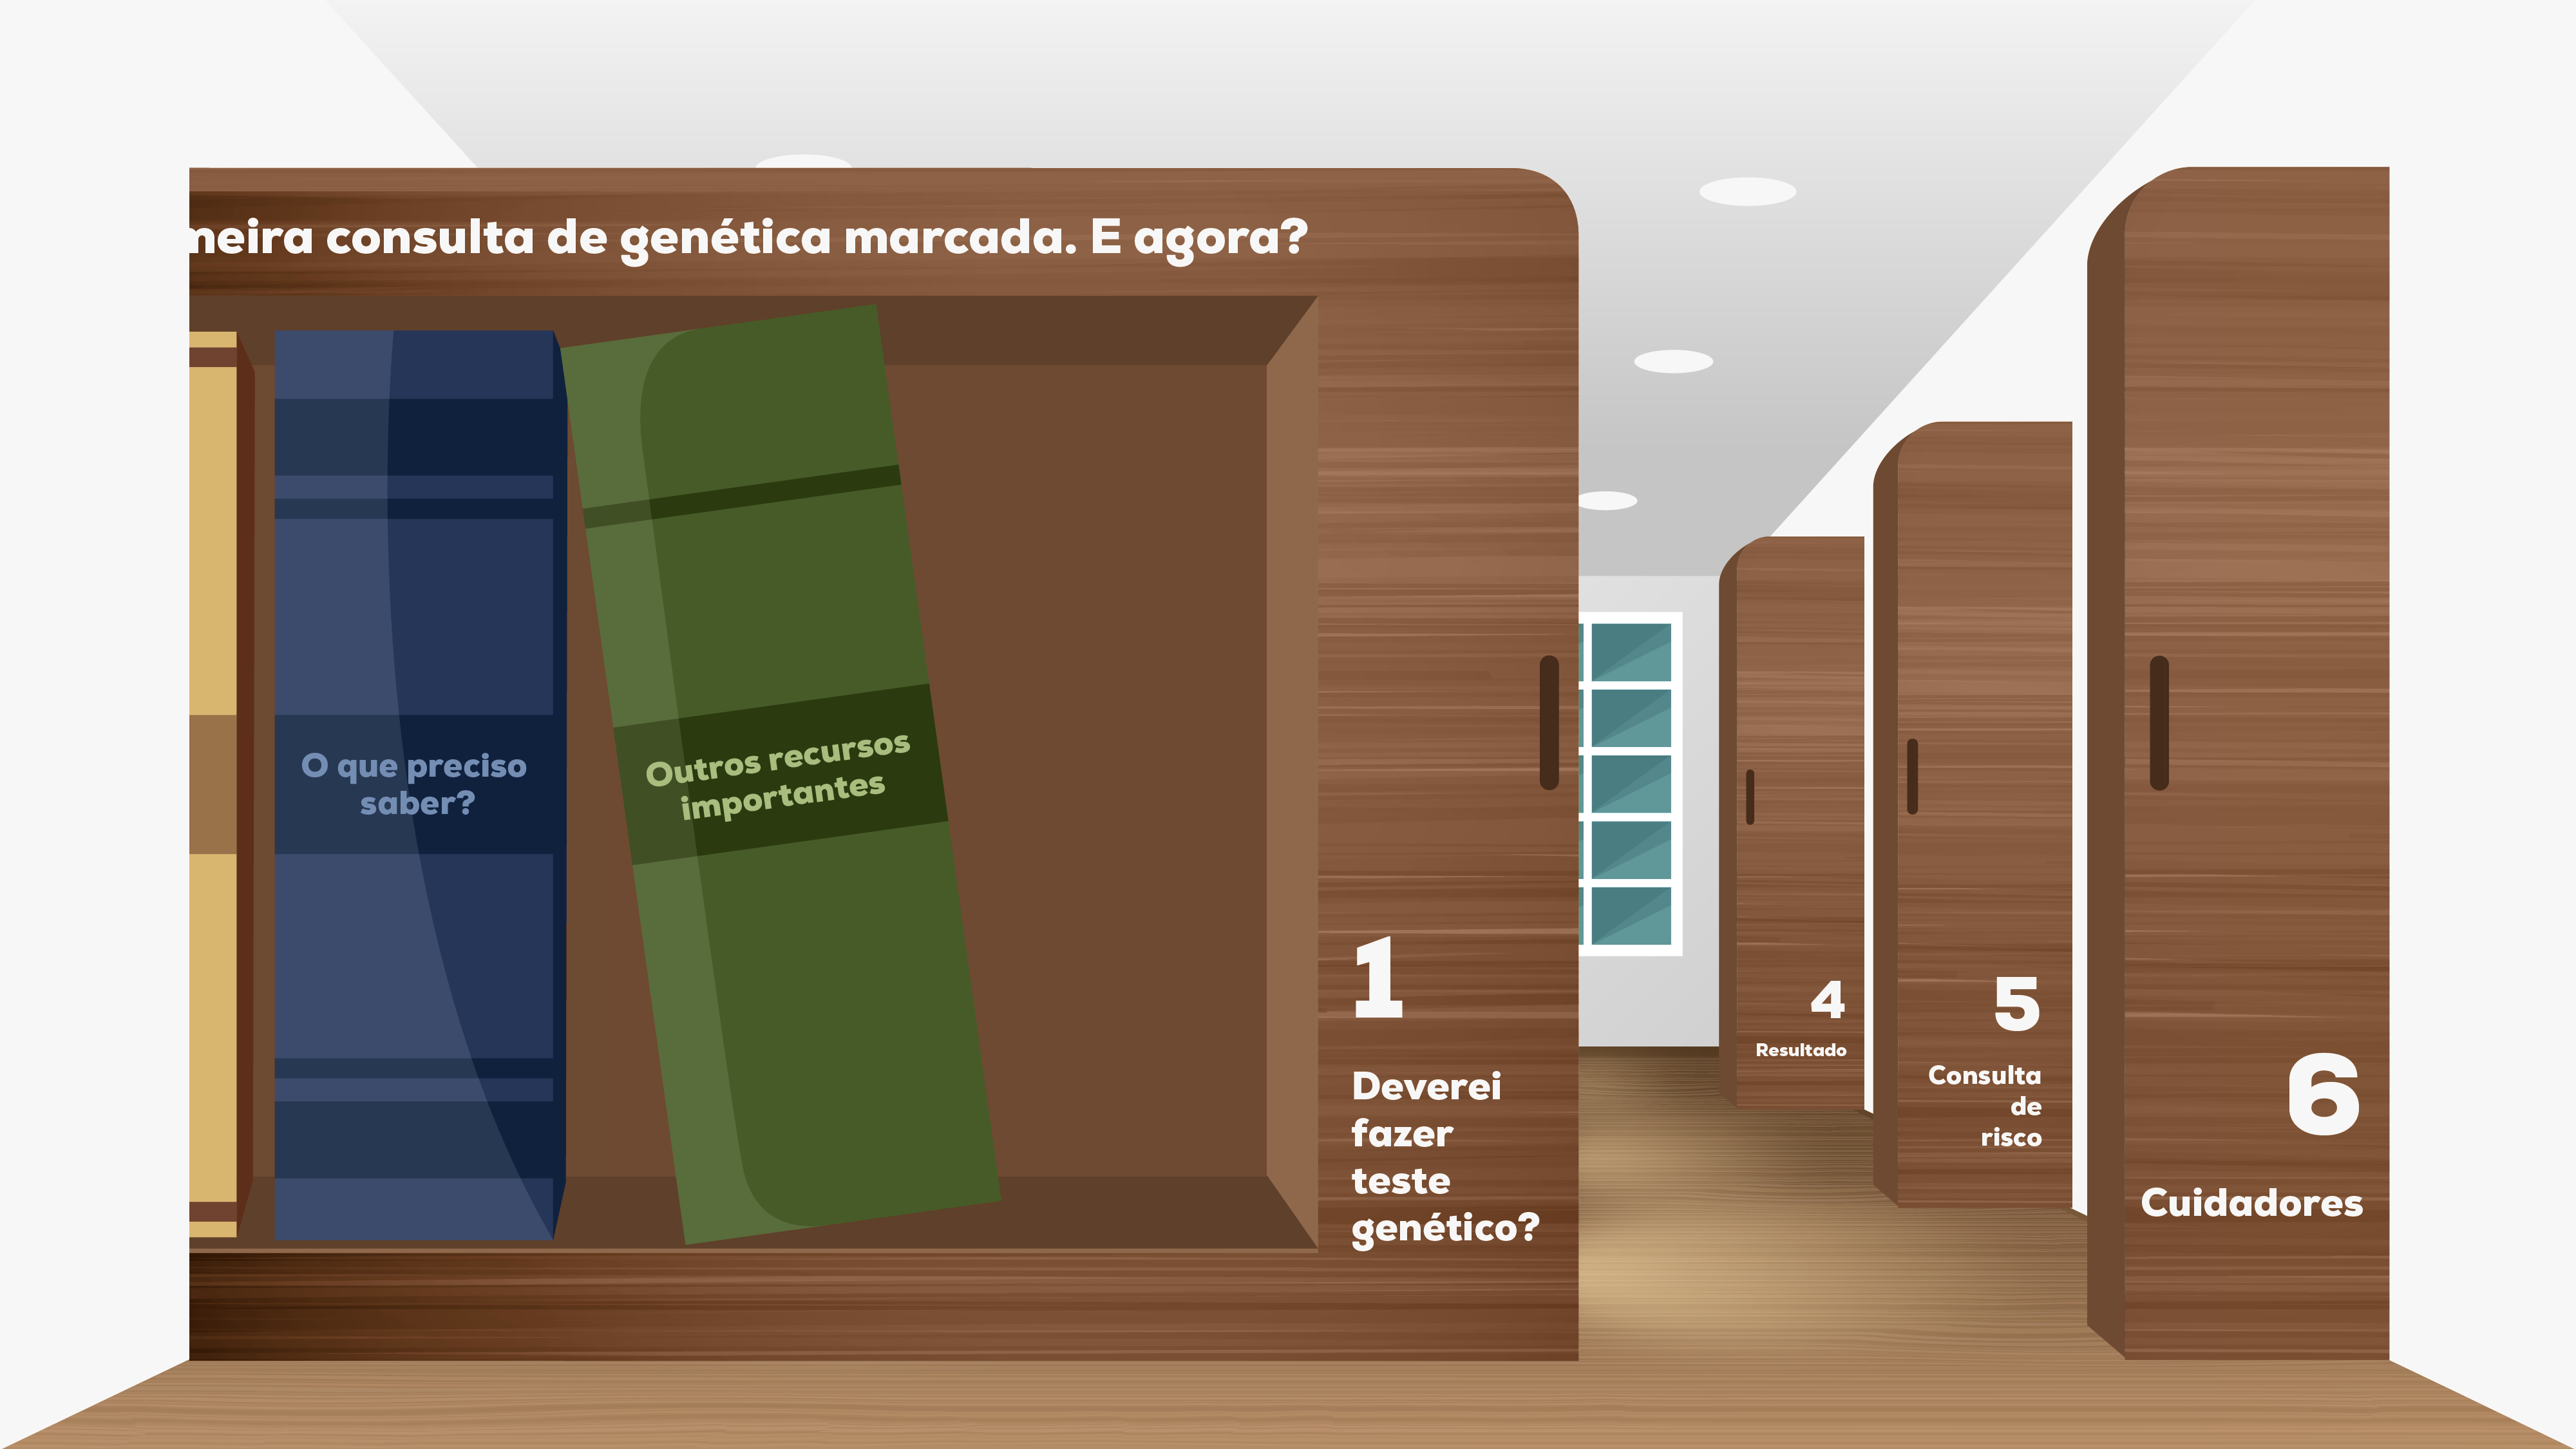 meira consulta de genética marcada. E agora?
O que preciso
saber?
Outros recursos
importantes
1
Deverei
fazer
teste
genético?
4
Resultado
5
Consulta
de
risco
6
Cuidadores